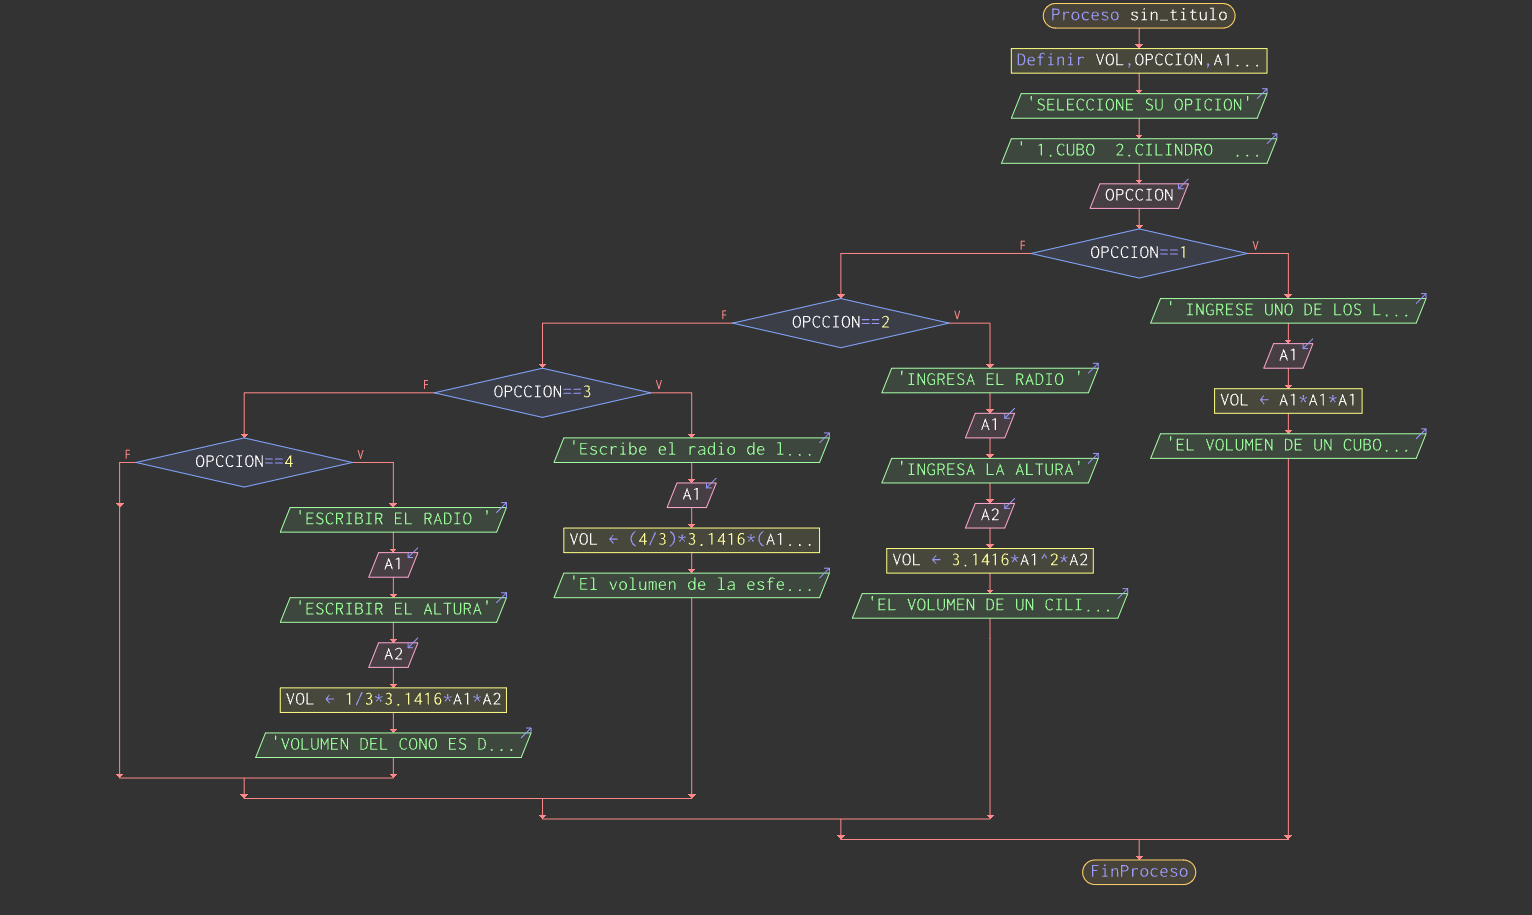 Proceso sin_titulo
Definir VOL,OPCCION,A1...
'SELECCIONE SU OPICION'
' 1.CUBO  2.CILINDRO  ...
OPCCION
OPCCION==1
F
V
' INGRESE UNO DE LOS L...
A1
VOL ← A1*A1*A1
'EL VOLUMEN DE UN CUBO...
OPCCION==2
F
V
'INGRESA EL RADIO '
A1
'INGRESA LA ALTURA'
A2
VOL ← 3.1416*A1^2*A2
'EL VOLUMEN DE UN CILI...
OPCCION==3
F
V
'Escribe el radio de l...
A1
VOL ← (4/3)*3.1416*(A1...
'El volumen de la esfe...
OPCCION==4
F
V
'ESCRIBIR EL RADIO '
A1
'ESCRIBIR EL ALTURA'
A2
VOL ← 1/3*3.1416*A1*A2
'VOLUMEN DEL CONO ES D...
FinProceso